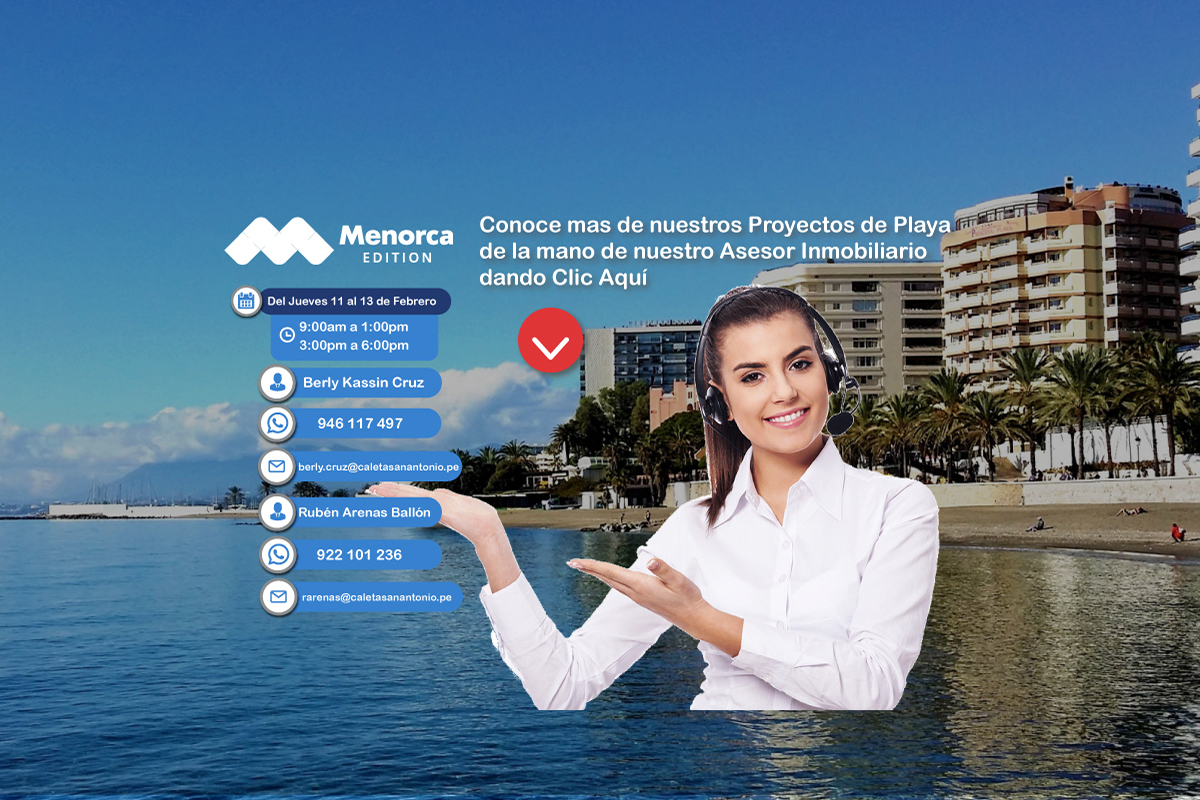 Menorca
EDITION
Conoce mas de nuestros Proyectos de Playa
de la mano de nuestro Asesor Inmobiliario
dando Clic Aquí
Del Jueves 11 al 13 de Febrero
9:00am a 1:00pm
3:00pm a 6:00pm
Berly Kassin Cruz
946 117 497
berly.cruz@caletasanantonio.pe
Rubén Arenas Ballón
922 101 236
rarenas@caletasanantonio.pe